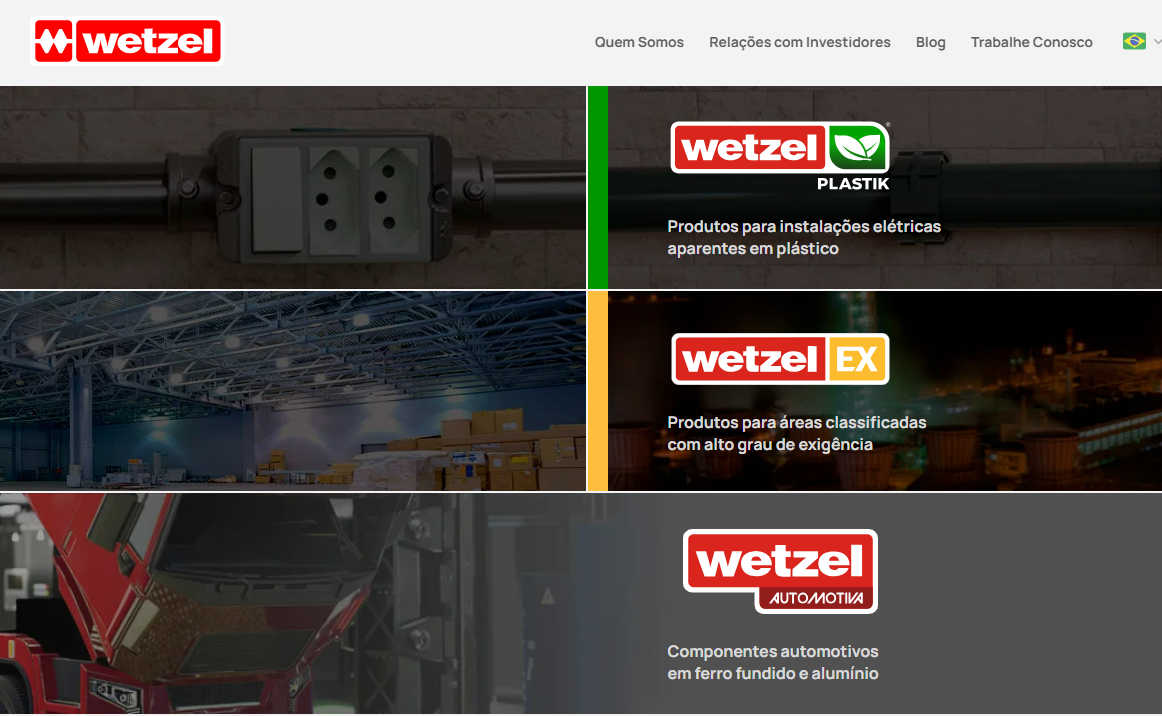 wetzel
Quem Somos Relações com Investidores Blog Trabalhe Conosco
wetzel
PLASTIK
Produtos para instalações elétricas
aparentes em plástico
wetzel EX
Produtos para áreas classificadas
com alto grau de exigência
wetzel
AUTOMOTIVA
Componentes automotivos
em ferro fundido e alumínio